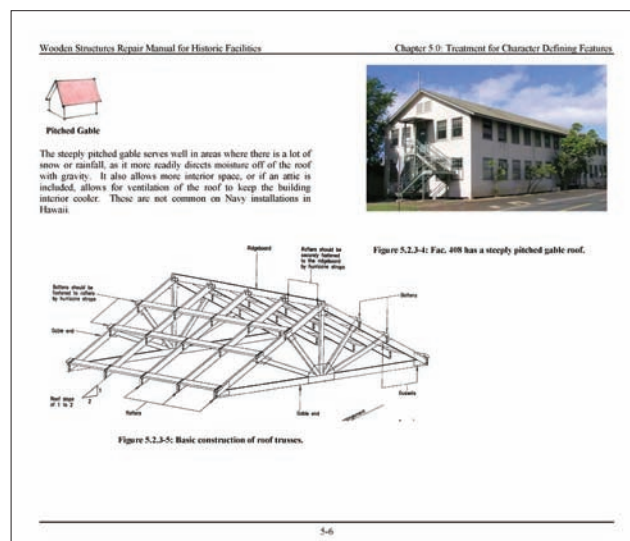 Wooden Structures Repair Manual for Historic Facilities
Chapter 5.0: Treatment for Character Defining Features
Pitched Gable
The steeply pitched gable serves well in areas where there is a lot of
snow or rainfall, as it more readily directs moisture off of the roof
with gravity. It also allows more interior space, or if an attic is
included, allows for ventilation of the roof to keep the building
interior cooler. These are not common on Navy installations in
Hawaii.
Figure 5.2.3-4: Fac. 408 has a steeply pitched gable roof.
Ridgeboard
Rafters should be
securely fastened
to the ridgeboard
by hurricane straps
Battens should be
fastened to rafters
by hurricane straps
Battens
Gable end
Roof slope
of 1 to 2
1
2
Rafters
Gable end
Figure 5.2.3-5: Basic construction of roof trusses.
5-6